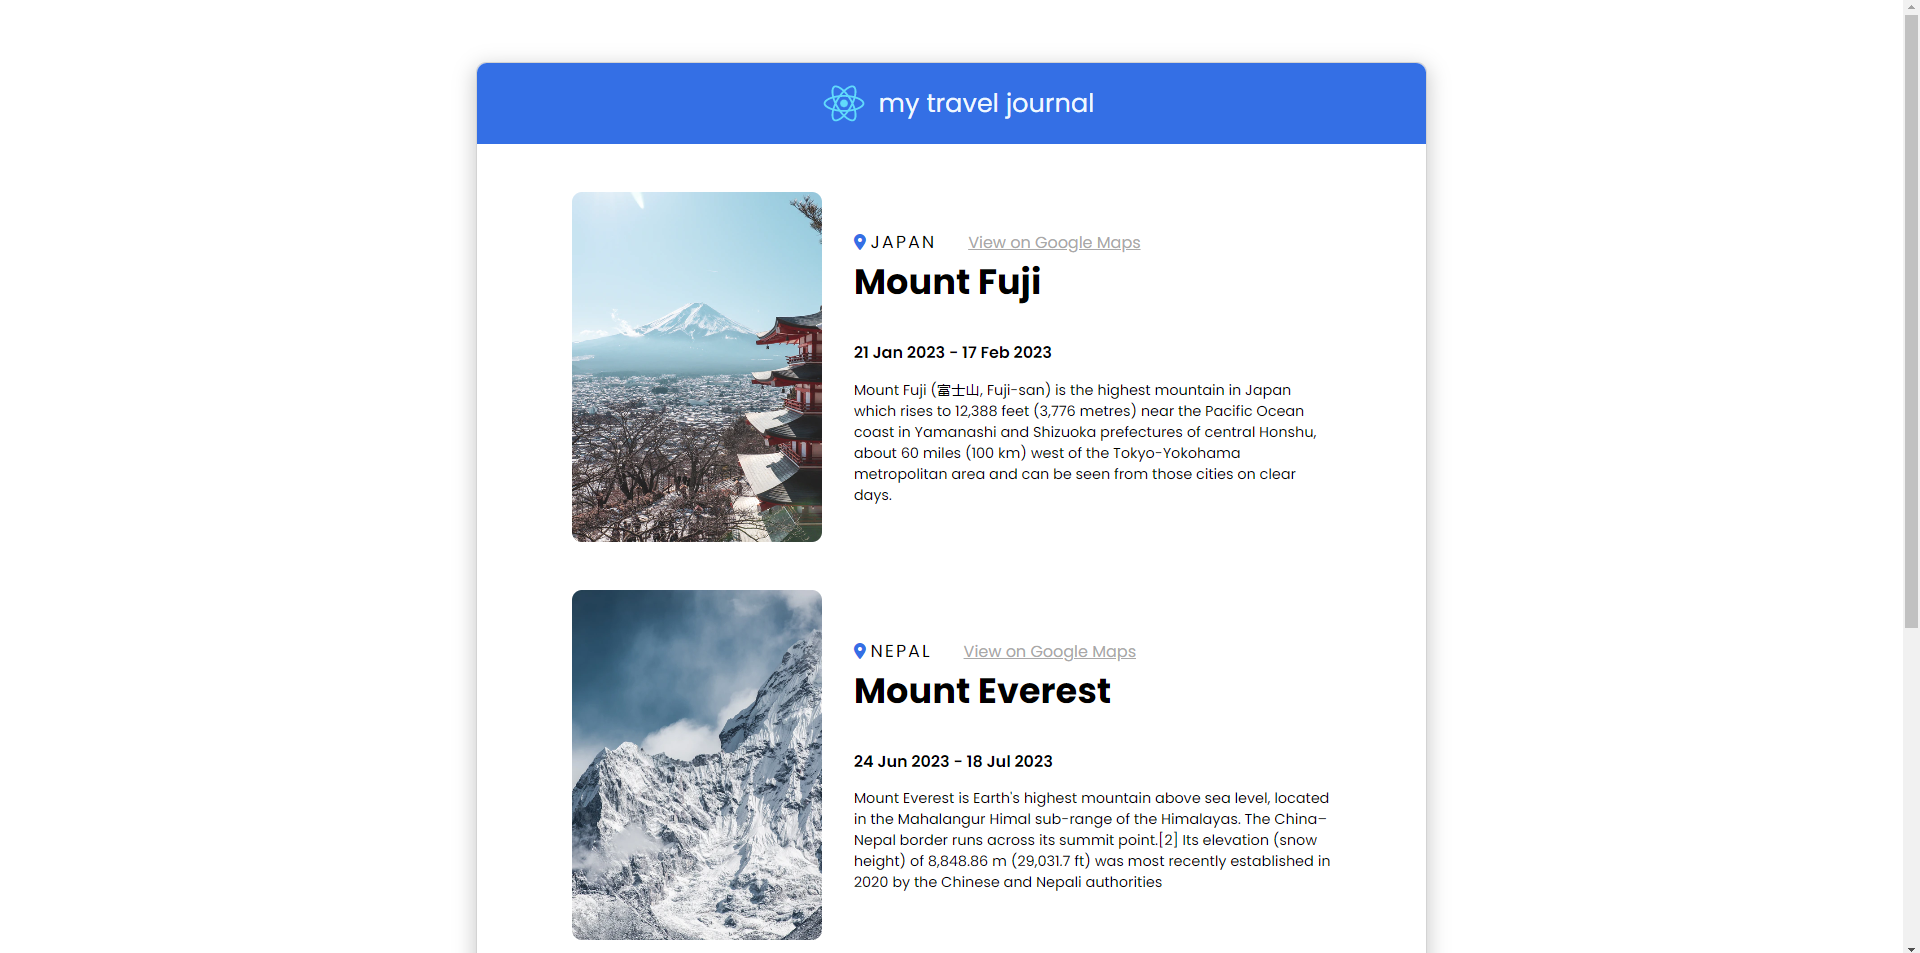 my travel journal
JAPAN View on Google Maps
Mount Fuji
21 Jan 2023 - 17 Feb 2023
Mount Fuji (富士山, Fuji-san) is the highest mountain in Japan
which rises to 12,388 feet (3,776 metres) near the Pacific Ocean
coast in Yamanashi and Shizuoka prefectures of central Honshu,
about 60 miles (100 km) west of the Tokyo-Yokohama
metropolitan area and can be seen from those cities on clear
days.
NEPAL View on Google Maps
Mount Everest
24 Jun 2023 - 18 Jul 2023
Mount Everest is Earth's highest mountain above sea level, located
in the Mahalangur Himal sub-range of the Himalayas. The China–
Nepal border runs across its summit point.[2] Its elevation (snow
height) of 8,848.86 m (29,031.7 ft) was most recently established in
2020 by the Chinese and Nepali authorities